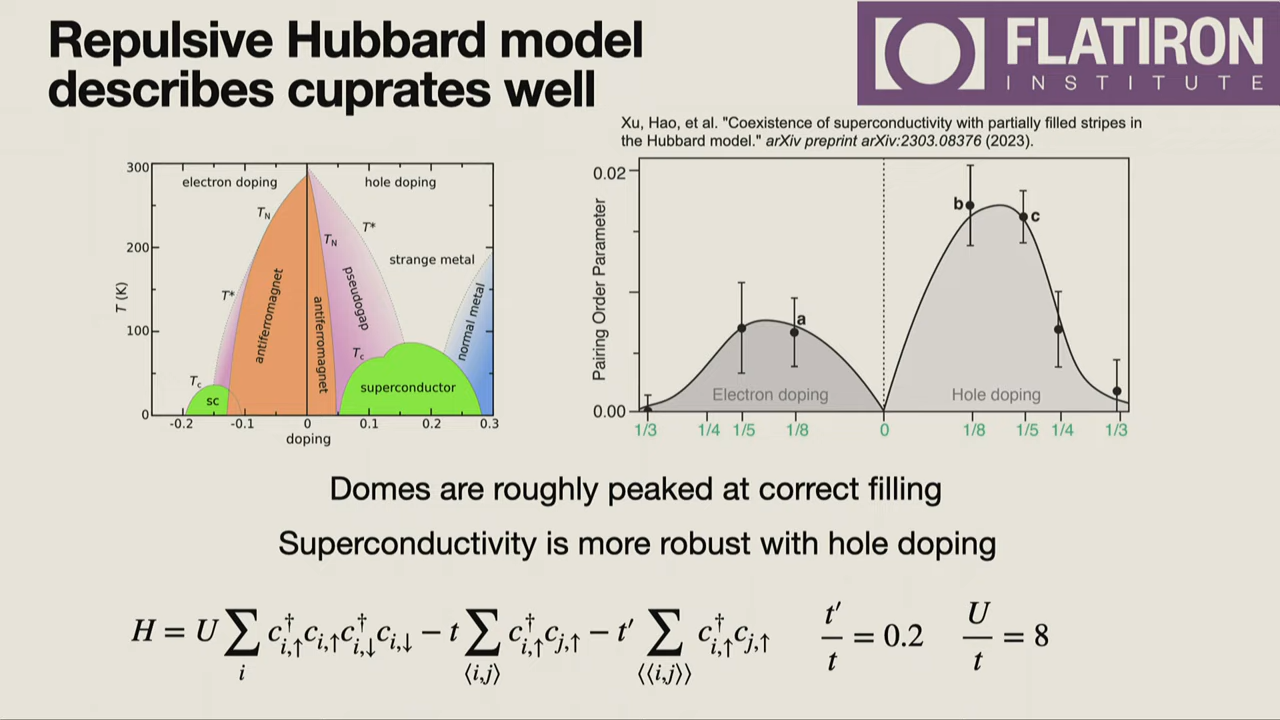 Repulsive Hubbard model
describes cuprates well
FLATIRON
INSTITUTE
Xu, Hao, et al. "Coexistence of superconductivity with partially filled stripes in
the Hubbard model." arXiv preprint arXiv:2303.08376 (2023).
300
200
100
0
T (K)
electron doping
hole doping
T_N
T_N
T*
T*
strange metal
antiferromagnet
antiferromagnet
pseudogap
normal metal
T_c
T_c
sc
superconductor
-0.2 -0.1 0 0.1 0.2 0.3
doping
0.02
0.00
Pairing Order Parameter
a
b
c
Electron doping
Hole doping
1/3 1/4 1/5 1/8 0 1/8 1/5 1/4 1/3
Domes are roughly peaked at correct filling
Superconductivity is more robust with hole doping
H = U ∑_i c†_{i,↑}c_{i,↑}c†_{i,↓}c_{i,↓} − t ∑_{⟨i,j⟩} c†_{i,↑}c_{j,↑} − t′ ∑_{⟨⟨i,j⟩⟩} c†_{i,↑}c_{j,↑} t′/t = 0.2 U/t = 8